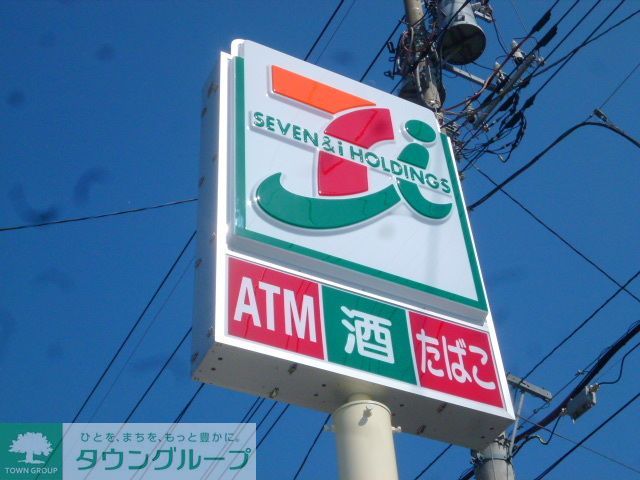 SEVEN & i HOLDINGS
ATM 酒 たばこ
ひとを、まちを、もっと豊かに。
タウングループ
TOWN GROUP